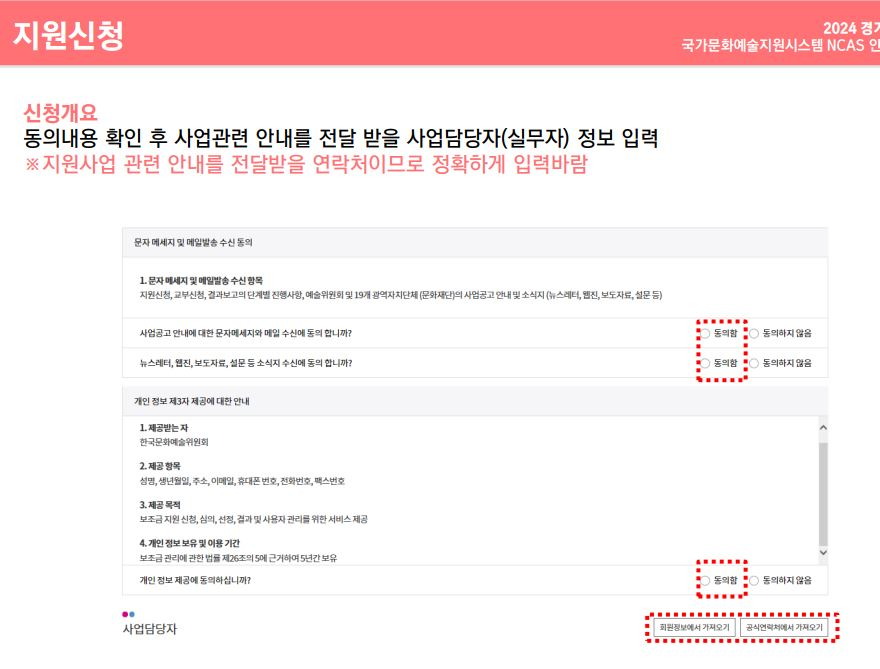 지원신청
2024 경기
국가문화예술지원시스템 NCAS 안
신청개요
동의내용 확인 후 사업관련 안내를 전달 받을 사업담당자(실무자) 정보 입력
※지원사업 관련 안내를 전달받을 연락처이므로 정확하게 입력바람
문자 메세지 및 메일발송 수신 동의
1. 문자 메세지 및 메일발송 수신 항목
지원신청, 교부신청, 결과보고의 단계별 진행사항, 예술위원회 및 19개 광역자치단체 (문화재단)의 사업공고 안내 및 소식지 (뉴스레터, 웹진, 보도자료, 설문 등)
사업공고 안내에 대한 문자메세지와 메일 수신에 동의 합니까? 동의함 동의하지 않음
뉴스레터, 웹진, 보도자료, 설문 등 소식지 수신에 동의 합니까? 동의함 동의하지 않음
개인 정보 제3자 제공에 대한 안내
1. 제공받는 자
한국문화예술위원회
2. 제공 항목
성명, 생년월일, 주소, 이메일, 휴대폰 번호, 전화번호, 팩스번호
3. 제공 목적
보조금 지원 신청, 심의, 선정, 결과 및 사용자 관리를 위한 서비스 제공
4. 개인 정보 보유 및 이용 기간
보조금 관리에 관한 법률 제26조의 5에 근거하여 5년간 보유
개인 정보 제공에 동의하십니까? 동의함 동의하지 않음
사업담당자
회원정보에서 가져오기 공식연락처에서 가져오기